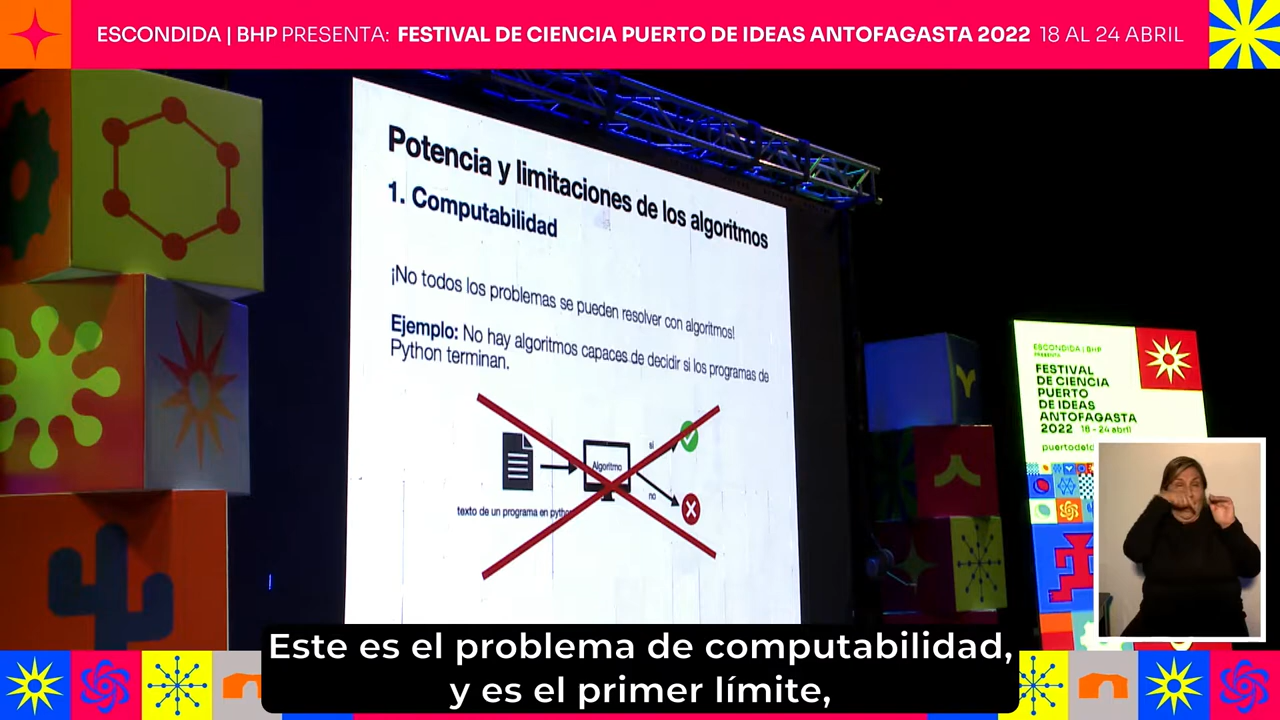 ESCONDIDA | BHP PRESENTA: FESTIVAL DE CIENCIA PUERTO DE IDEAS ANTOFAGASTA 2022 18 AL 24 ABRIL
Potencia y limitaciones de los algoritmos
1. Computabilidad
¡No todos los problemas se pueden resolver con algoritmos!
Ejemplo: No hay algoritmos capaces de decidir si los programas de
Python terminan.
Algoritmo
si
no
texto de un programa en python
ESCONDIDA | BHP
PRESENTA:
FESTIVAL
DE CIENCIA
PUERTO
DE IDEAS
ANTOFAGASTA
2022 18 - 24 abril
Este es el problema de computabilidad,
y es el primer límite,